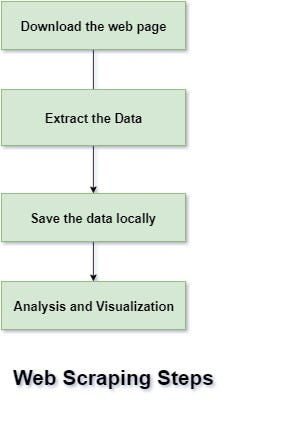 Download the web page
Extract the Data
Save the data locally
Analysis and Visualization
Web Scraping Steps